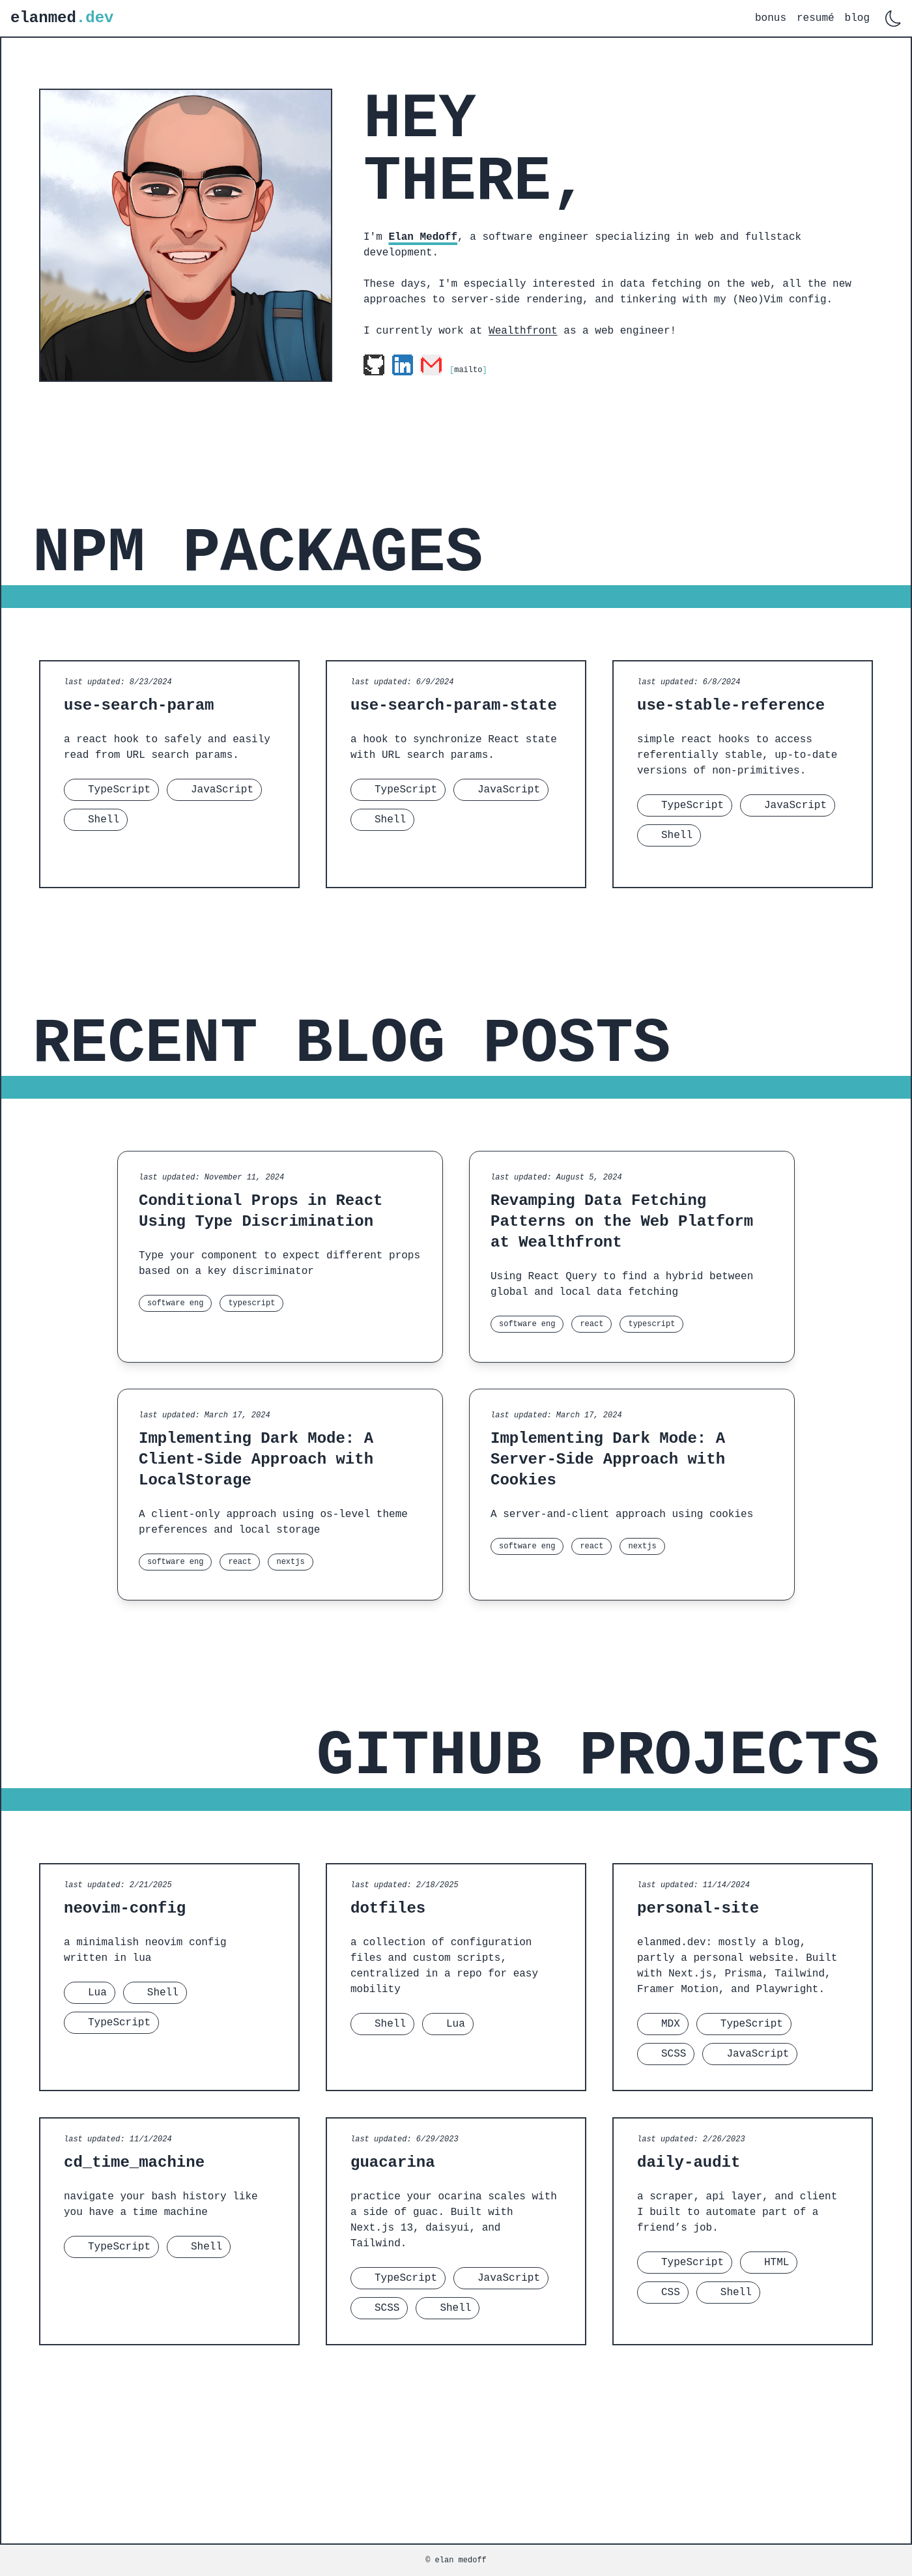 elanmed.dev
bonus resumé blog
HEY
THERE,
I'm Elan Medoff, a software engineer specializing in web and fullstack
development.
These days, I'm especially interested in data fetching on the web, all the new
approaches to server-side rendering, and tinkering with my (Neo)Vim config.
I currently work at Wealthfront as a web engineer!
[mailto]
NPM PACKAGES
last updated: 8/23/2024
use-search-param
a react hook to safely and easily
read from URL search params.
TypeScript JavaScript
Shell
last updated: 6/9/2024
use-search-param-state
a hook to synchronize React state
with URL search params.
TypeScript JavaScript
Shell
last updated: 6/8/2024
use-stable-reference
simple react hooks to access
referentially stable, up-to-date
versions of non-primitives.
TypeScript JavaScript
Shell
RECENT BLOG POSTS
last updated: November 11, 2024
Conditional Props in React
Using Type Discrimination
Type your component to expect different props
based on a key discriminator
software eng typescript
last updated: August 5, 2024
Revamping Data Fetching
Patterns on the Web Platform
at Wealthfront
Using React Query to find a hybrid between
global and local data fetching
software eng react typescript
last updated: March 17, 2024
Implementing Dark Mode: A
Client-Side Approach with
LocalStorage
A client-only approach using os-level theme
preferences and local storage
software eng react nextjs
last updated: March 17, 2024
Implementing Dark Mode: A
Server-Side Approach with
Cookies
A server-and-client approach using cookies
software eng react nextjs
GITHUB PROJECTS
last updated: 2/21/2025
neovim-config
a minimalish neovim config
written in lua
Lua Shell
TypeScript
last updated: 2/18/2025
dotfiles
a collection of configuration
files and custom scripts,
centralized in a repo for easy
mobility
Shell Lua
last updated: 11/14/2024
personal-site
elanmed.dev: mostly a blog,
partly a personal website. Built
with Next.js, Prisma, Tailwind,
Framer Motion, and Playwright.
MDX TypeScript
SCSS JavaScript
last updated: 11/1/2024
cd_time_machine
navigate your bash history like
you have a time machine
TypeScript Shell
last updated: 6/29/2023
guacarina
practice your ocarina scales with
a side of guac. Built with
Next.js 13, daisyui, and
Tailwind.
TypeScript JavaScript
SCSS Shell
last updated: 2/26/2023
daily-audit
a scraper, api layer, and client
I built to automate part of a
friend’s job.
TypeScript HTML
CSS Shell
© elan medoff